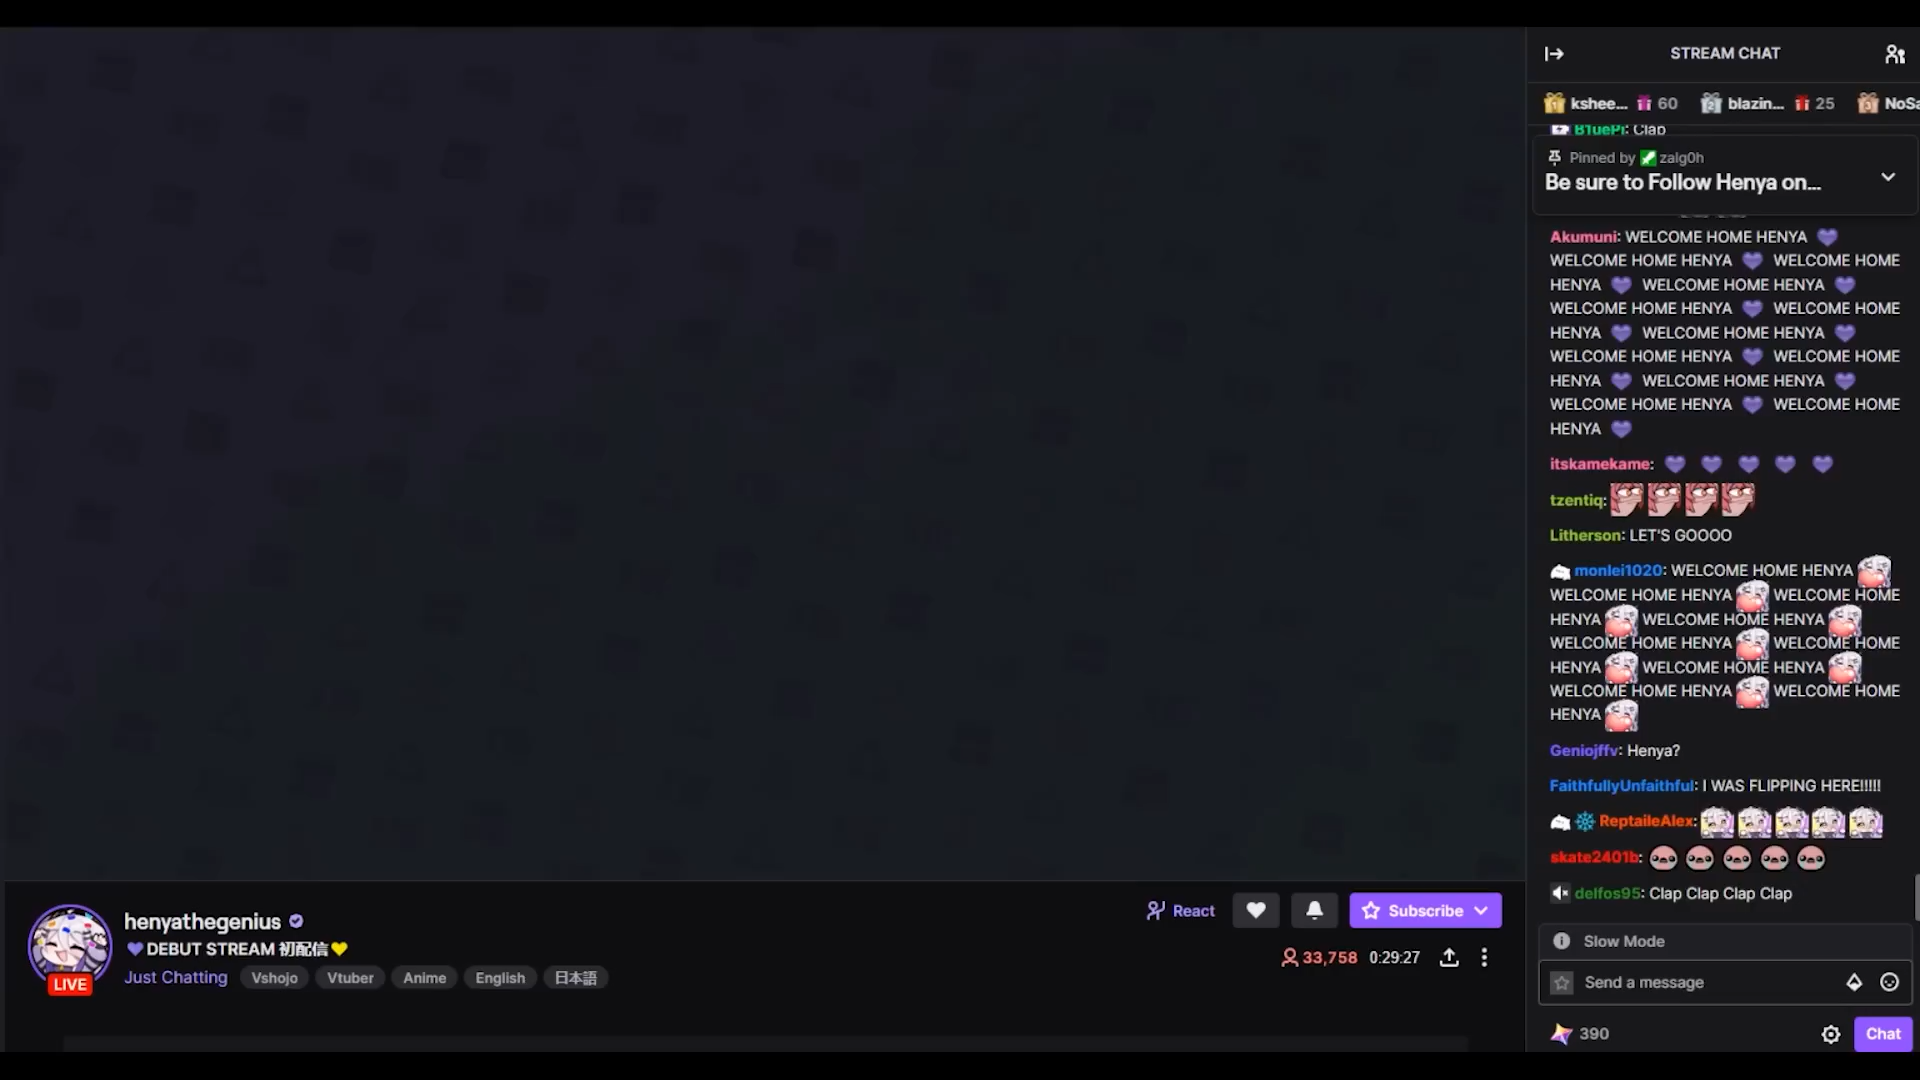 STREAM CHAT
kshee... 60 blazin... 25 NoSa
B1uePi: Clap
Pinned by zalg0h
Be sure to Follow Henya on...
Akumuni: WELCOME HOME HENYA
WELCOME HOME HENYA WELCOME HOME
HENYA WELCOME HOME HENYA
WELCOME HOME HENYA WELCOME HOME
HENYA WELCOME HOME HENYA
WELCOME HOME HENYA WELCOME HOME
HENYA WELCOME HOME HENYA
WELCOME HOME HENYA WELCOME HOME
HENYA
itskamekame:
tzentiq:
Litherson: LET'S GOOOO
monlei1020: WELCOME HOME HENYA
WELCOME HOME HENYA WELCOME HOME
HENYA WELCOME HOME HENYA
WELCOME HOME HENYA WELCOME HOME
HENYA WELCOME HOME HENYA
WELCOME HOME HENYA WELCOME HOME
HENYA
Geniojffv: Henya?
FaithfullyUnfaithful: I WAS FLIPPING HERE!!!!!
ReptaileAlex:
skate2401b:
delfos95: Clap Clap Clap Clap
Slow Mode
Send a message
390
Chat
henyathegenius
DEBUT STREAM 初配信
Just Chatting Vshojo Vtuber Anime English 日本語
LIVE
React
Subscribe
33,758 0:29:27